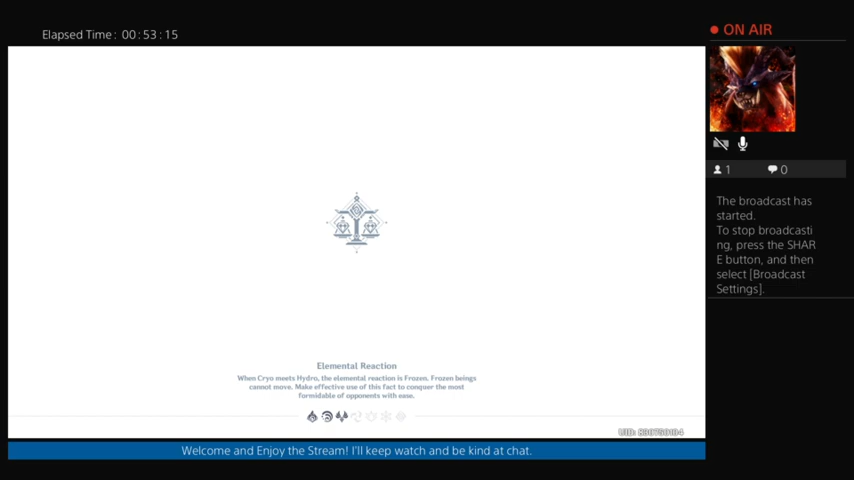 Elapsed Time: 00:53:15
ON AIR
1
0
The broadcast has
started.
To stop broadcasti
ng, press the SHAR
E button, and then
select [Broadcast
Settings].
Elemental Reaction
When Cryo meets Hydro, the elemental reaction is Frozen. Frozen beings
cannot move. Make effective use of this fact to conquer the most
formidable of opponents with ease.
Welcome and Enjoy the Stream! I'll keep watch and be kind at chat.